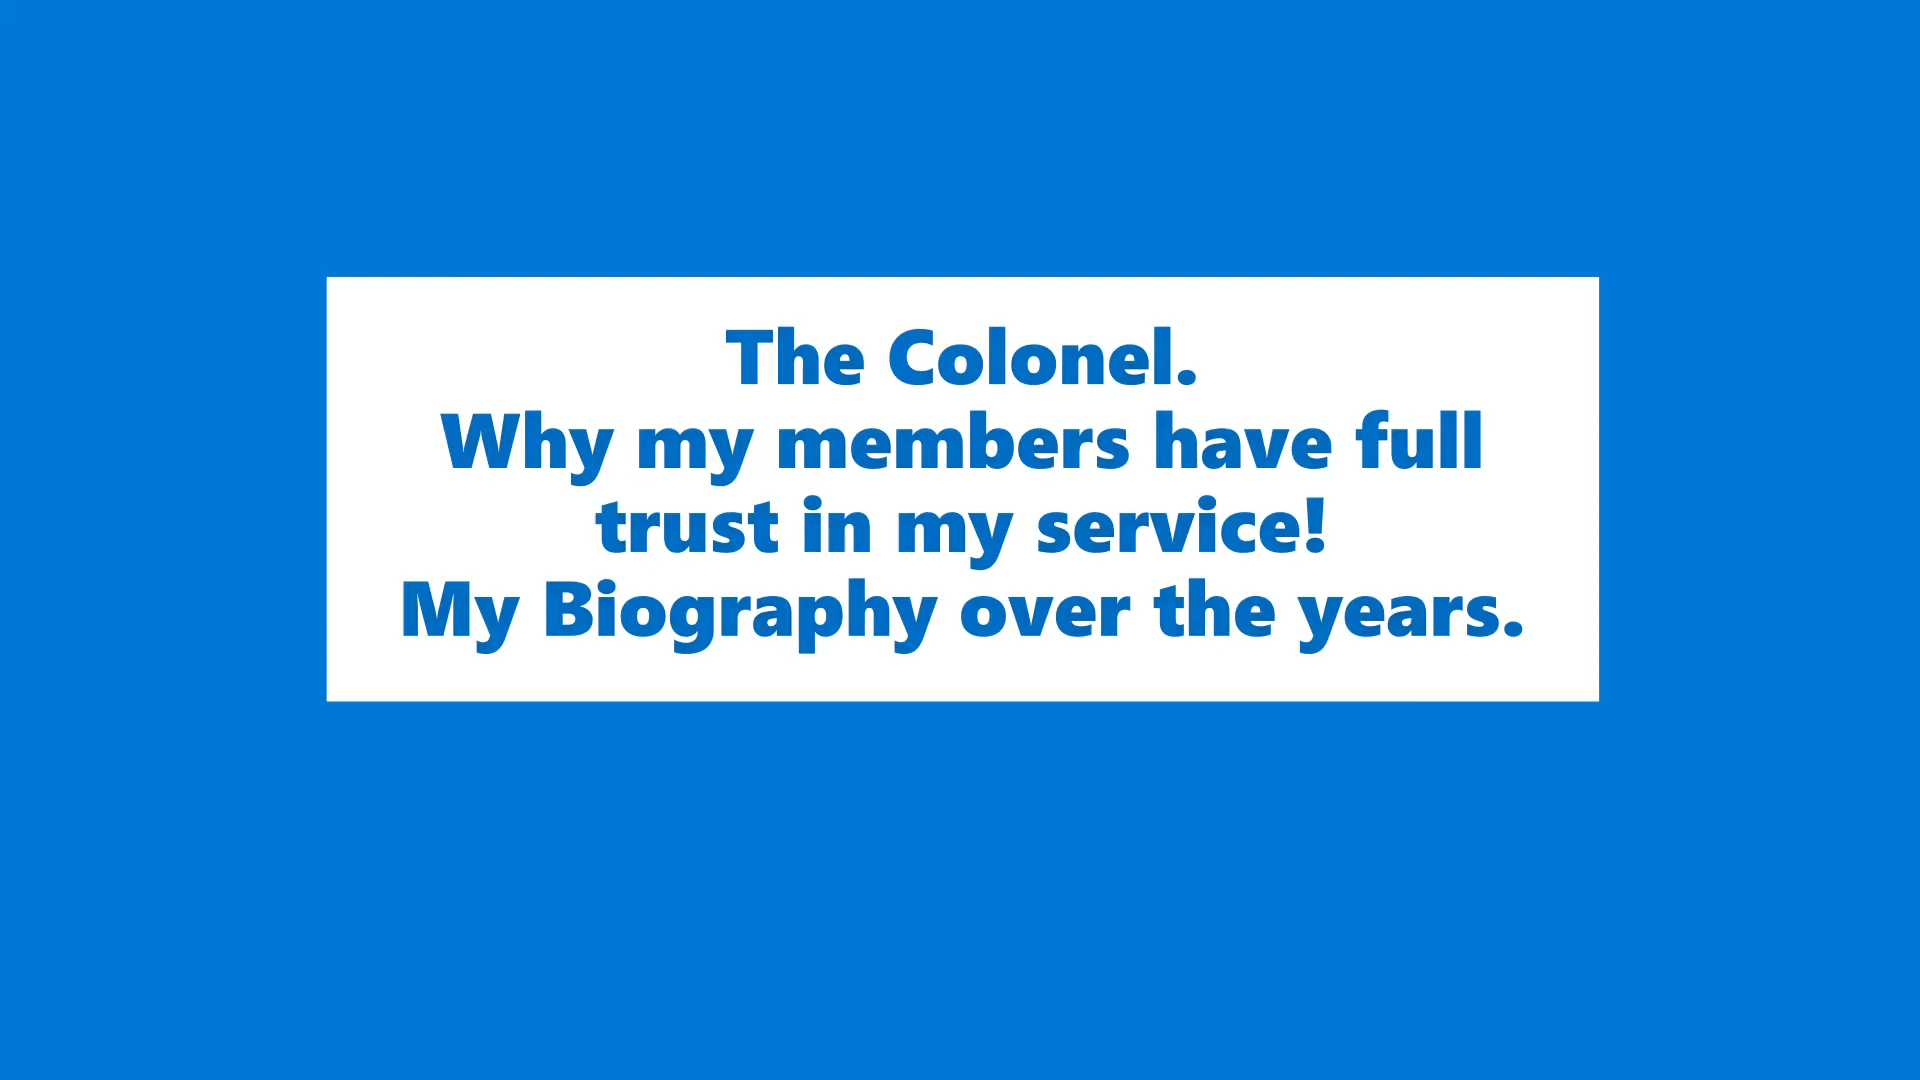 The Colonel.
Why my members have full
trust in my service!
My Biography over the years.